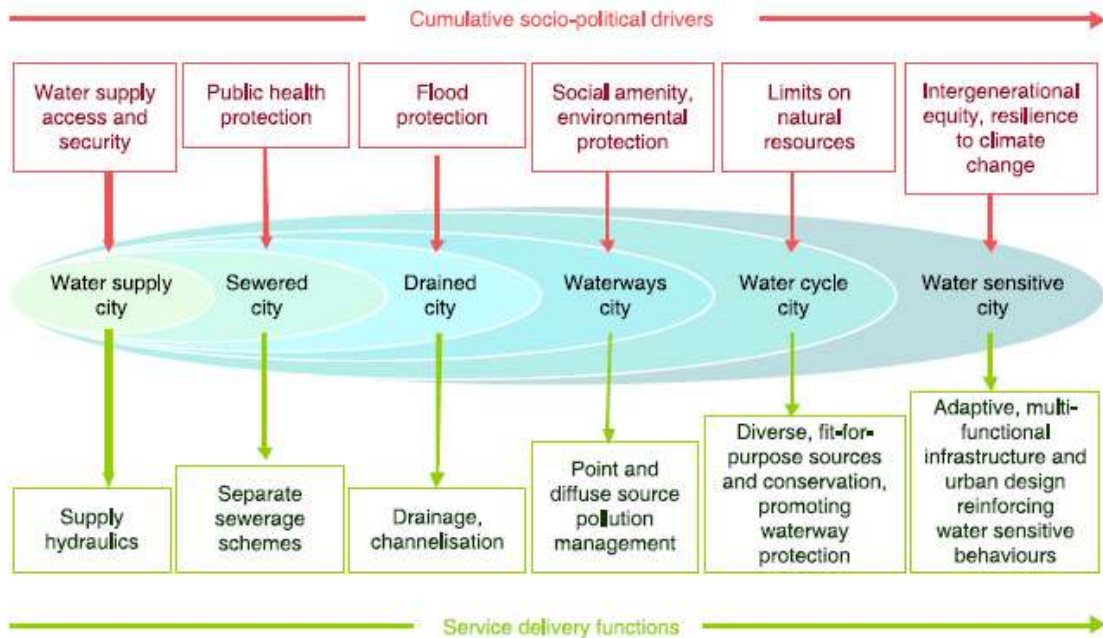 Cumulative socio-political drivers
Water supply
access and
security
Public health
protection
Flood
protection
Social amenity,
environmental
protection
Limits on
natural
resources
Intergenerational
equity, resilience
to climate
change
Water supply
city
Sewered
city
Drained
city
Waterways
city
Water cycle
city
Water sensitive
city
Supply
hydraulics
Separate
sewerage
schemes
Drainage,
channelisation
Point and
diffuse source
pollution
management
Diverse, fit-for-
purpose sources
and conservation,
promoting
waterway
protection
Adaptive, multi-
functional
infrastructure and
urban design
reinforcing
water sensitive
behaviours
Service delivery functions